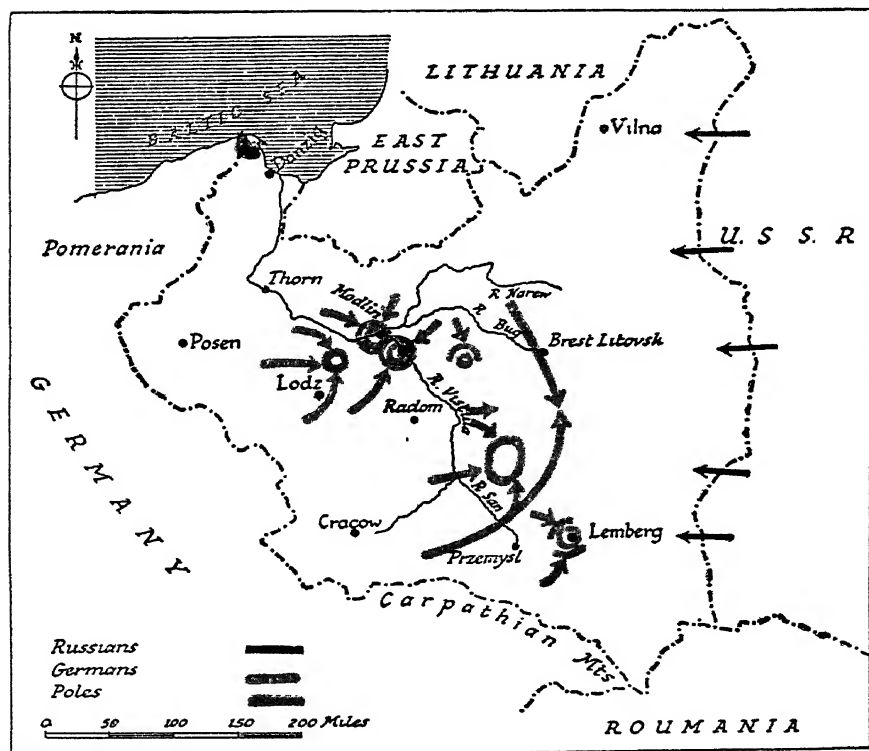 N
BALTIC SEA
LITHUANIA
Vilna
Danzig
EAST
PRUSSIA
Pomerania
U. S S. R
Thorn
Modlin
R. Narew
R. Bug
Posen
Brest Litovsk
Lodz
R. Vistula
Radom
GERMANY
R. San
Cracow
Lemberg
Przemysl
Carpathian Mts
Russians
Germans
Poles
0 50 100 150 200 Miles
ROUMANIA